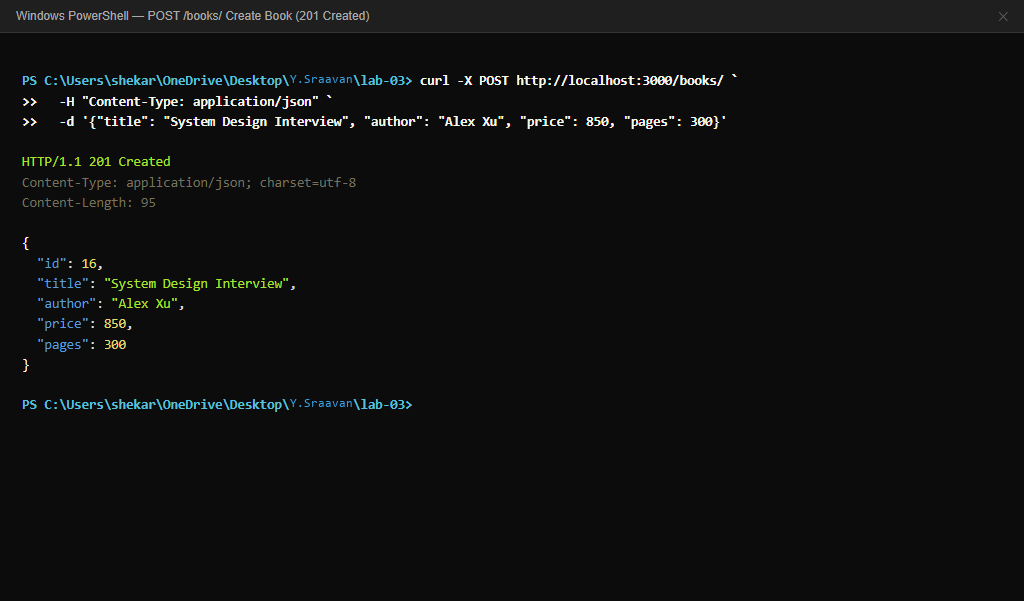 Windows PowerShell — POST /books/ Create Book (201 Created)
PS C:\Users\shekar\OneDrive\Desktop\Y.Sraavan\lab-03> curl -X POST http://localhost:3000/books/ `
>>   -H "Content-Type: application/json" `
>>   -d '{"title": "System Design Interview", "author": "Alex Xu", "price": 850, "pages": 300}'
HTTP/1.1 201 Created
Content-Type: application/json; charset=utf-8
Content-Length: 95
{
  "id": 16,
  "title": "System Design Interview",
  "author": "Alex Xu",
  "price": 850,
  "pages": 300
}
PS C:\Users\shekar\OneDrive\Desktop\Y.Sraavan\lab-03>